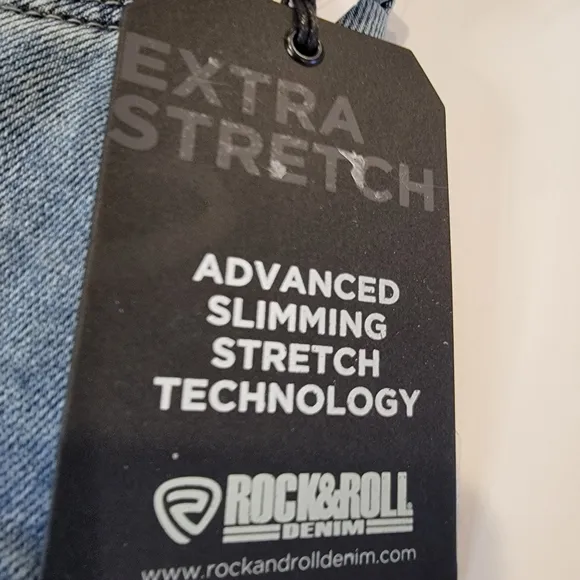 EXTRA
STRETCH
ADVANCED
SLIMMING
STRETCH
TECHNOLOGY
ROCK&ROLL
DENIM
www.rockandrolldenim.com